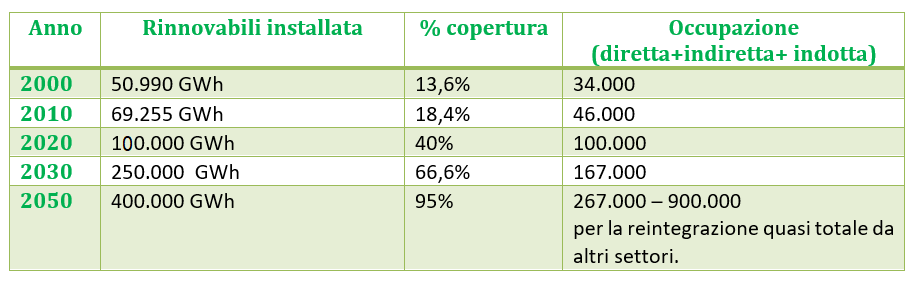 Anno Rinnovabili installata % copertura Occupazione
(diretta+indiretta+ indotta)
2000 50.990 GWh 13,6% 34.000
2010 69.255 GWh 18,4% 46.000
2020 100.000 GWh 40% 100.000
2030 250.000 GWh 66,6% 167.000
2050 400.000 GWh 95% 267.000 – 900.000
per la reintegrazione quasi totale da
altri settori.